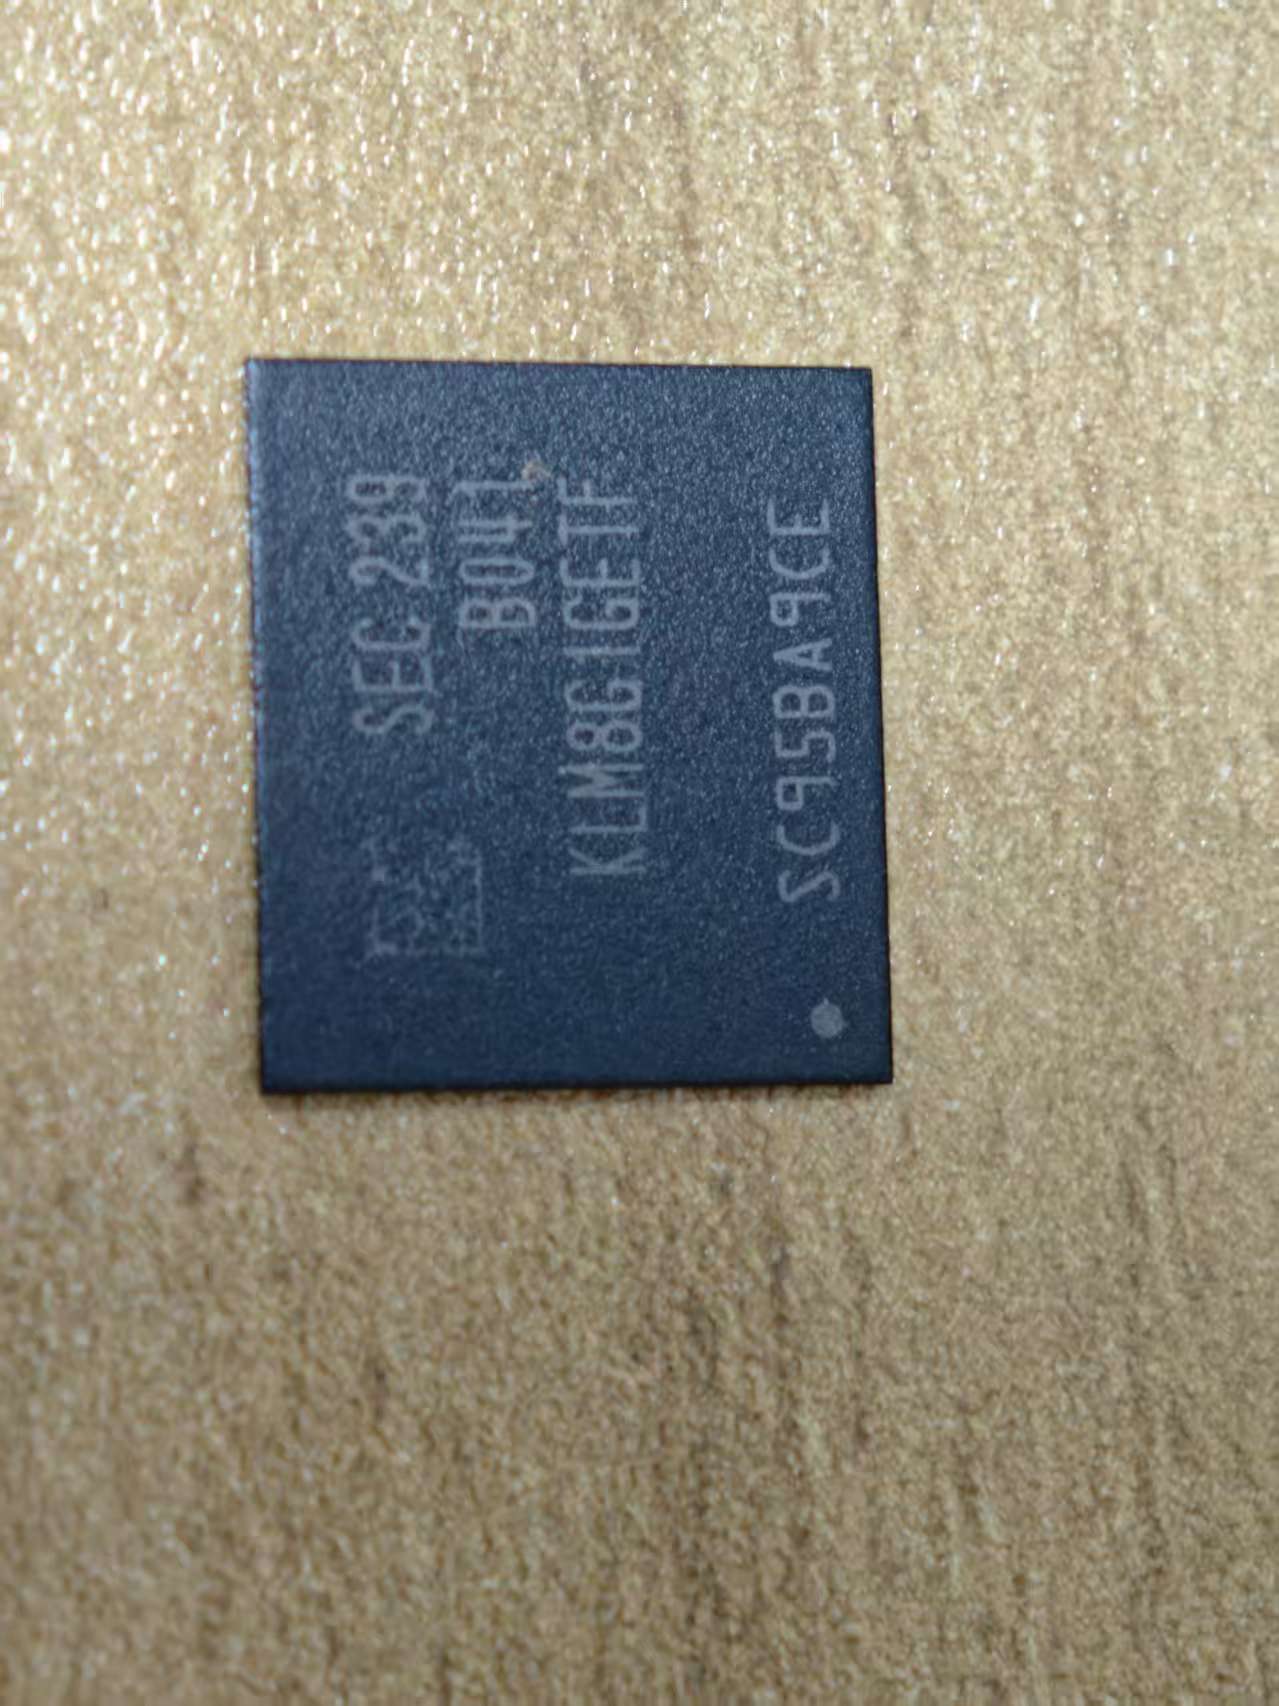 SEC 239
B041
KLM8G1GETF
SC95BA9CE